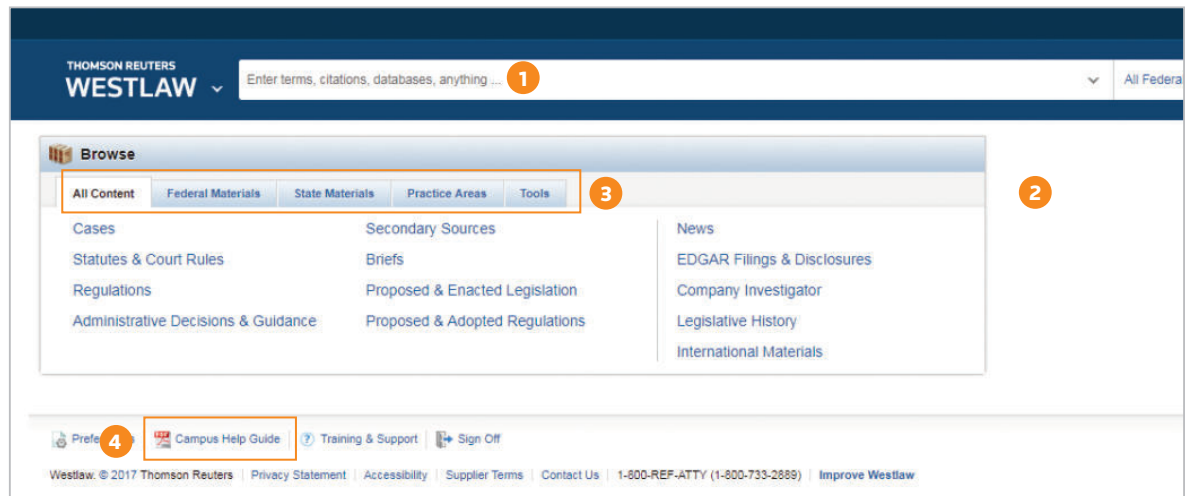 THOMSON REUTERS
WESTLAW
Enter terms, citations, databases, anything ... 1
All Federa
Browse
All Content Federal Materials State Materials Practice Areas Tools 3
2
Cases Secondary Sources News
Statutes & Court Rules Briefs EDGAR Filings & Disclosures
Regulations Proposed & Enacted Legislation Company Investigator
Administrative Decisions & Guidance Proposed & Adopted Regulations Legislative History
International Materials
4 Campus Help Guide Training & Support Sign Off
Westlaw. © 2017 Thomson Reuters Privacy Statement Accessibility Supplier Terms Contact Us 1-800-REF-ATTY (1-800-733-2889) Improve Westlaw